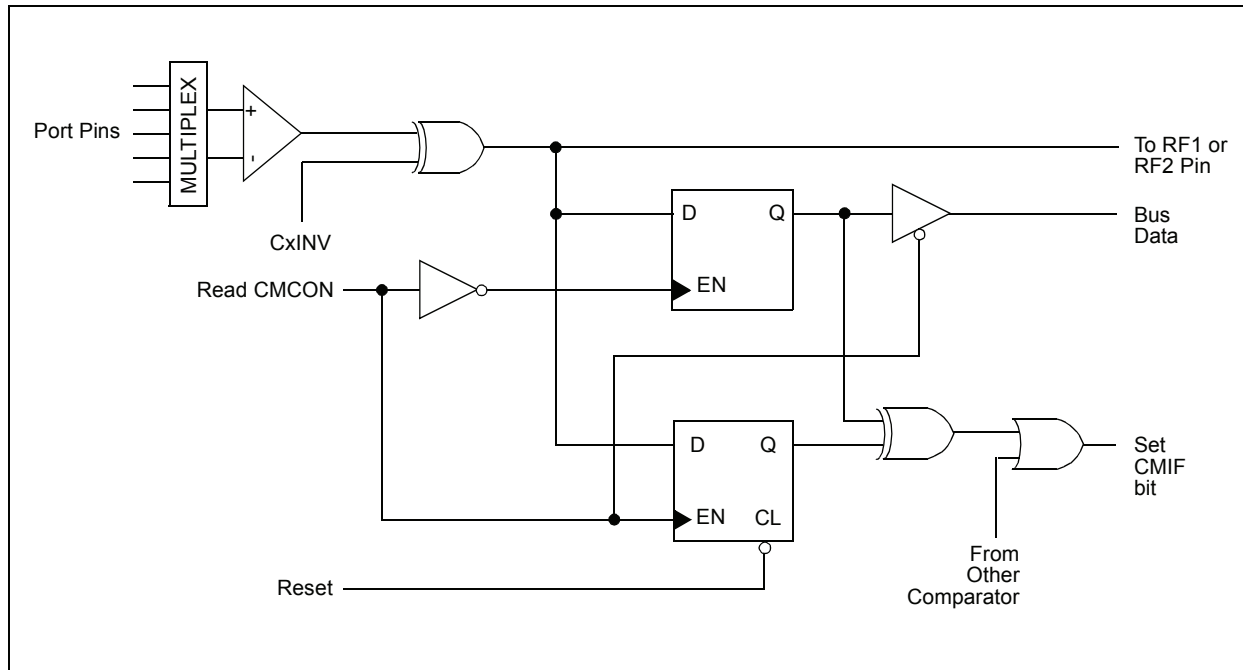 MULTIPLEX
+
-
Port Pins
CxINV
To RF1 or
RF2 Pin
D
Q
EN
Bus
Data
Read CMCON
D
Q
EN
CL
Set
CMIF
bit
From
Other
Comparator
Reset